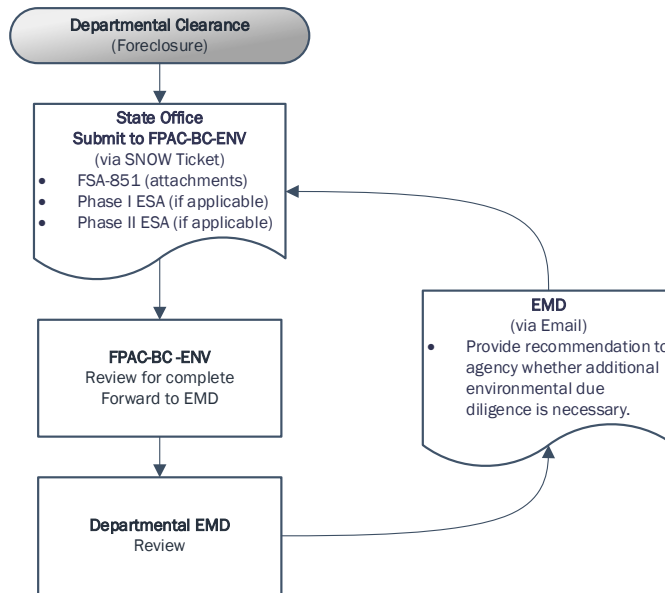 Departmental Clearance
(Foreclosure)
State Office
Submit to FPAC-BC-ENV
(via SNOW Ticket)
• FSA-851 (attachments)
• Phase I ESA (if applicable)
• Phase II ESA (if applicable)
FPAC-BC -ENV
Review for complete
Forward to EMD
Departmental EMD
Review
EMD
(via Email)
• Provide recommendation to
agency whether additional
environmental due
diligence is necessary.